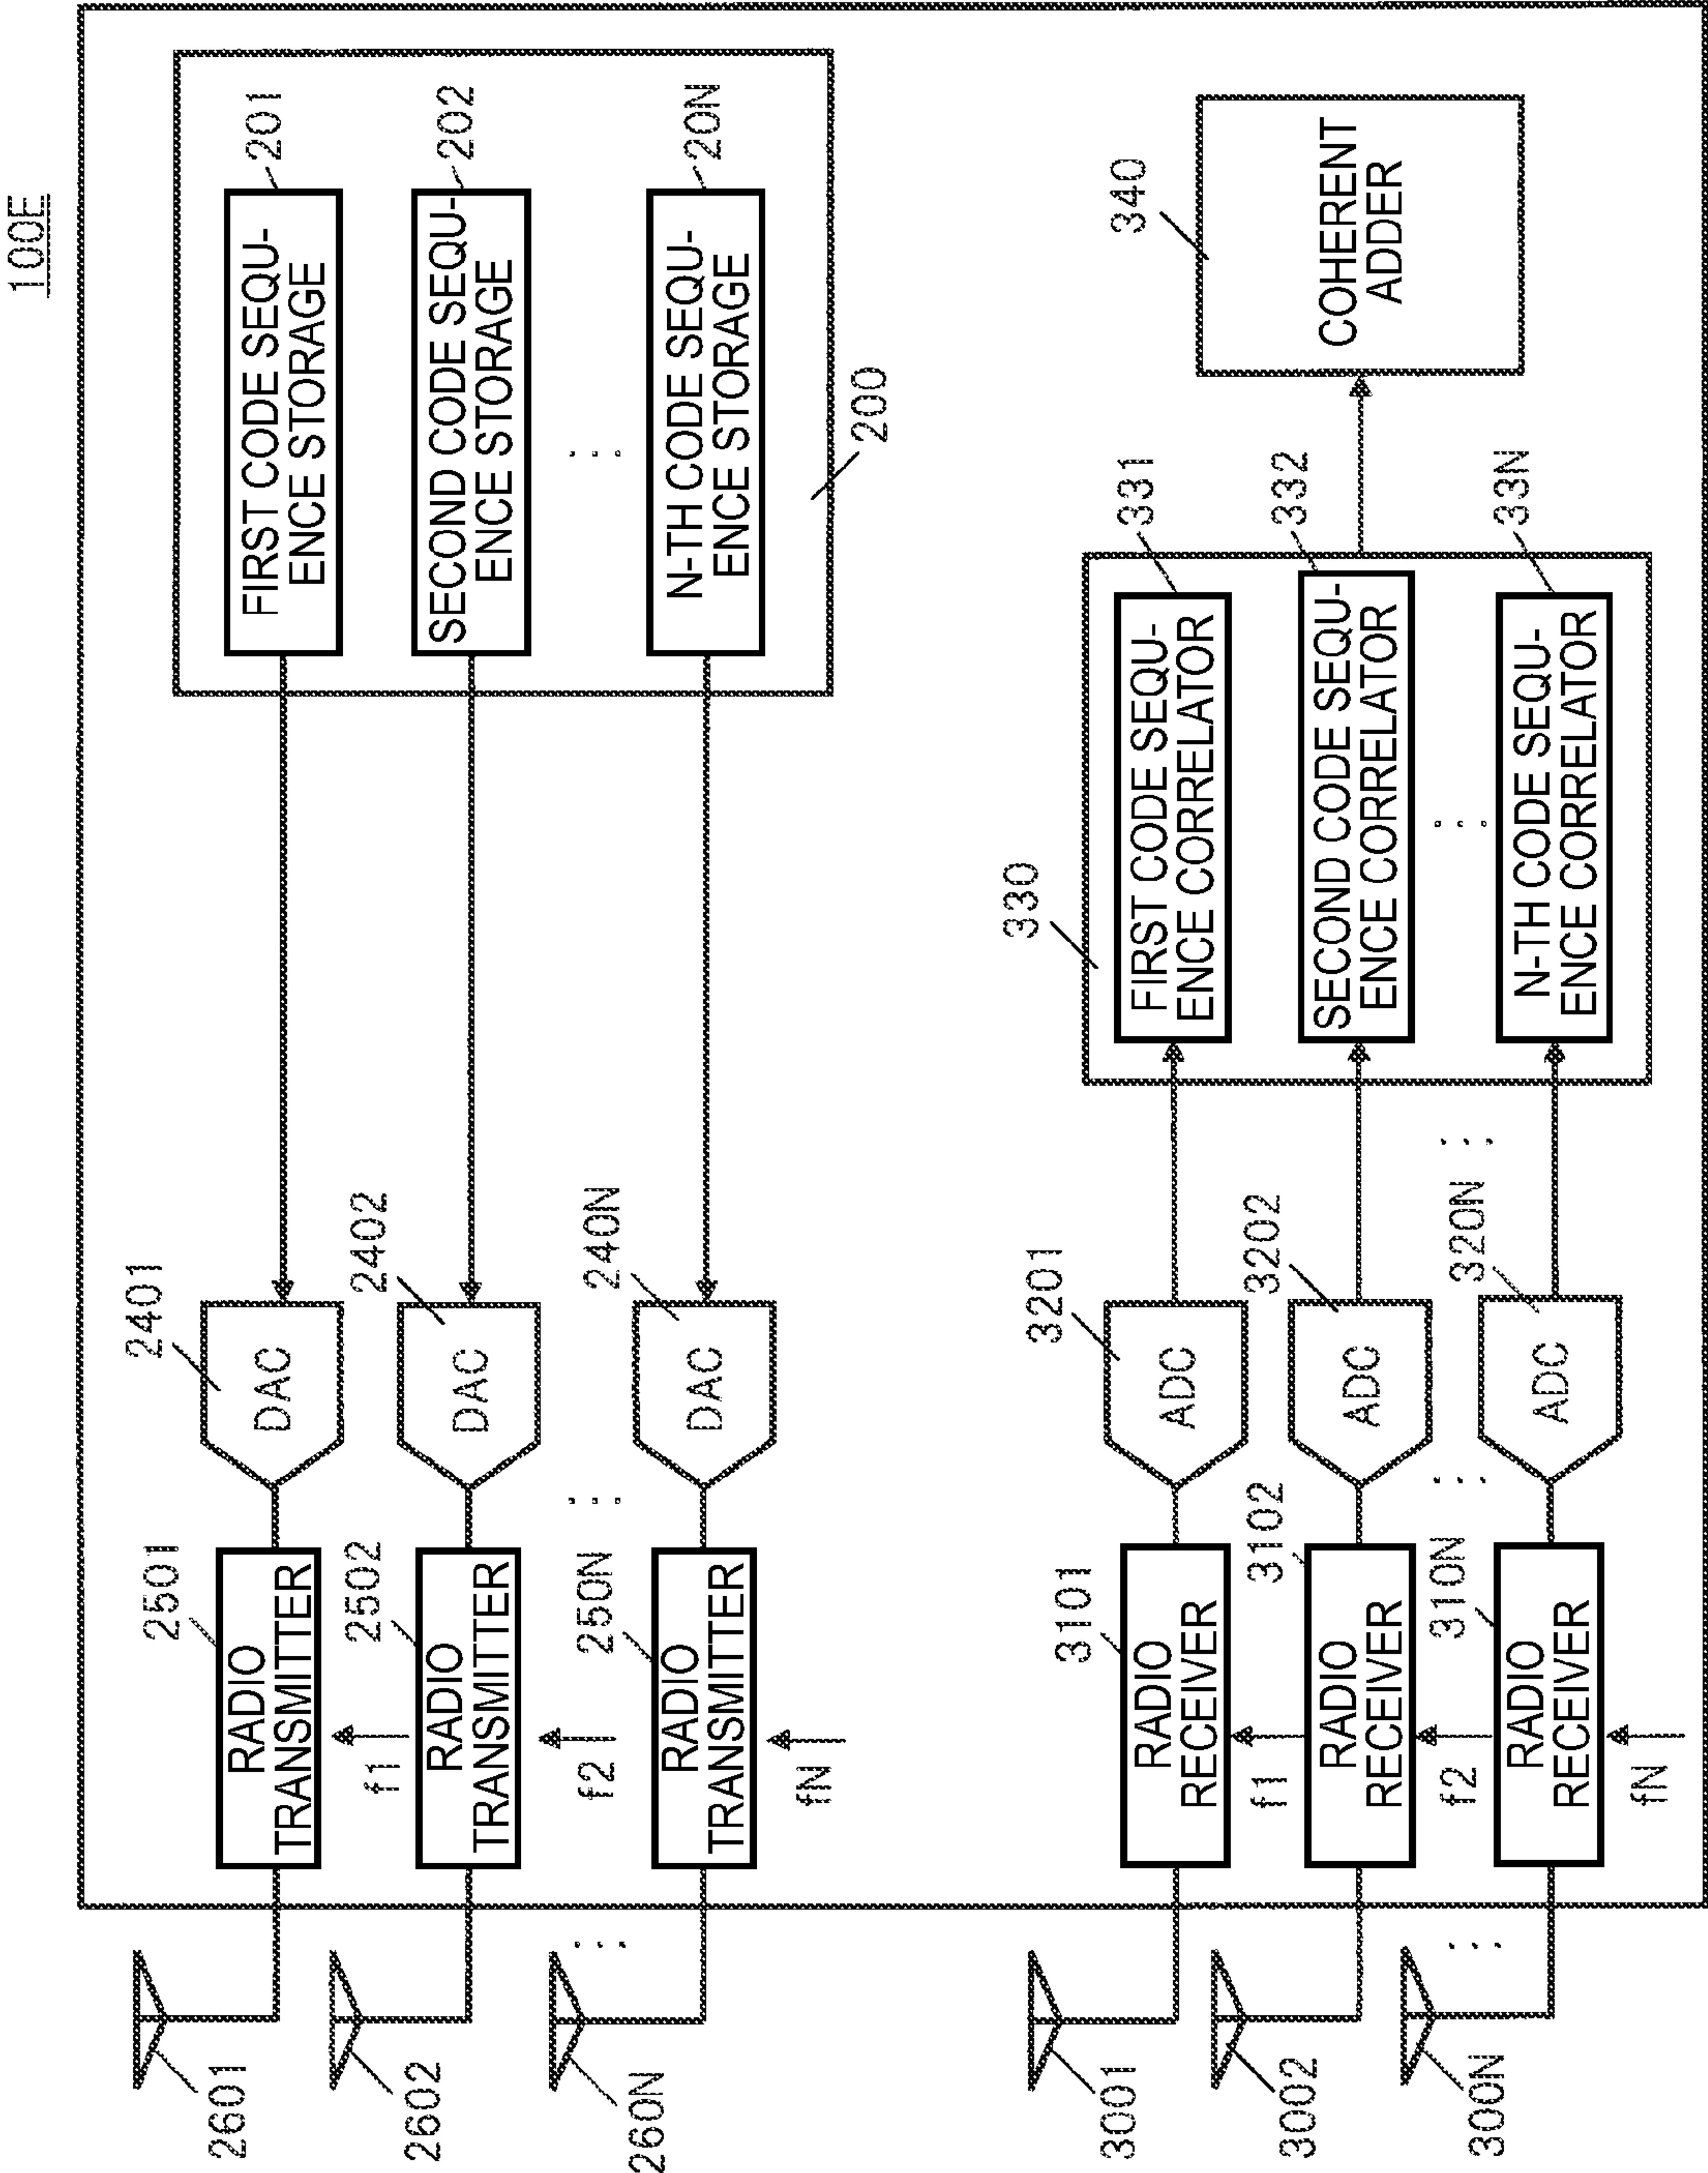 100E
2601
2602
260N
...
2501
RADIO
TRANSMITTER
f1
2502
RADIO
TRANSMITTER
f2
250N
RADIO
TRANSMITTER
fN
...
2401
DAC
2402
DAC
240N
DAC
201
FIRST CODE SEQU-
ENCE STORAGE
202
SECOND CODE SEQU-
ENCE STORAGE
...
20N
N-TH CODE SEQU-
ENCE STORAGE
200
3001
3002
300N
...
3101
RADIO
RECEIVER
f1
3102
RADIO
RECEIVER
f2
310N
RADIO
RECEIVER
fN
...
3201
ADC
3202
ADC
320N
ADC
...
330
331
FIRST CODE SEQU-
ENCE CORRELATOR
332
SECOND CODE SEQU-
ENCE CORRELATOR
...
33N
N-TH CODE SEQU-
ENCE CORRELATOR
340
COHERENT
ADDER